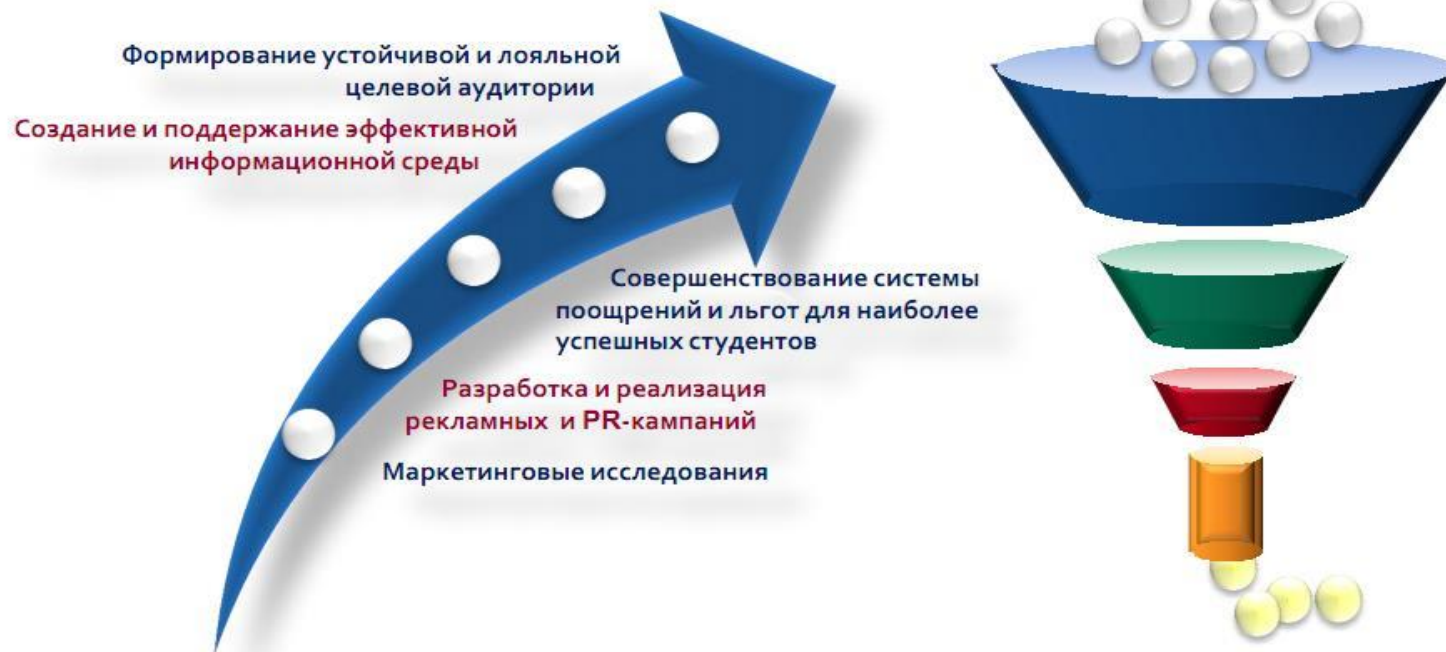 Формирование устойчивой и лояльной
целевой аудитории
Создание и поддержание эффективной
информационной среды
Совершенствование системы
поощрений и льгот для наиболее
успешных студентов
Разработка и реализация
рекламных и PR-кампаний
Маркетинговые исследования